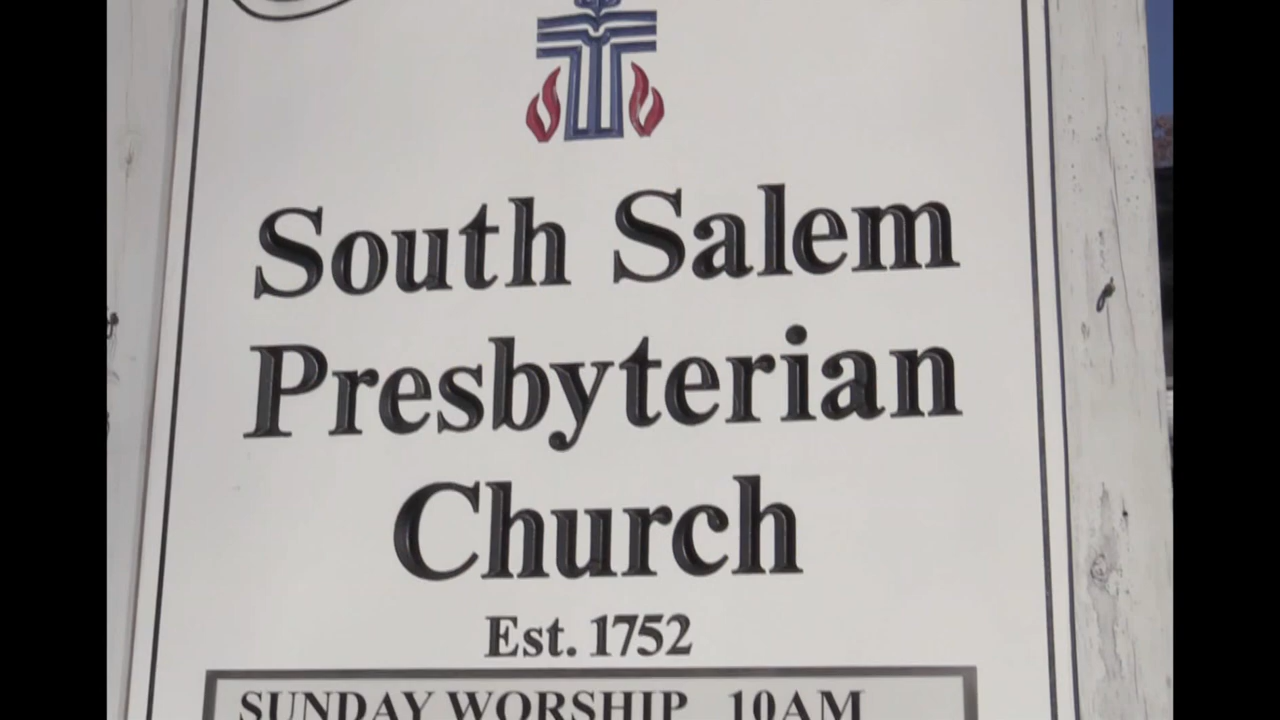 South Salem
Presbyterian
Church
Est. 1752
SUNDAY WORSHIP 10AM